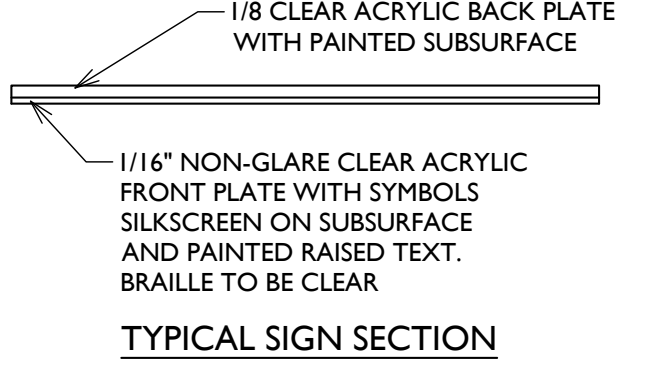 1/8 CLEAR ACRYLIC BACK PLATE
WITH PAINTED SUBSURFACE
1/16" NON-GLARE CLEAR ACRYLIC
FRONT PLATE WITH SYMBOLS
SILKSCREEN ON SUBSURFACE
AND PAINTED RAISED TEXT.
BRAILLE TO BE CLEAR
TYPICAL SIGN SECTION